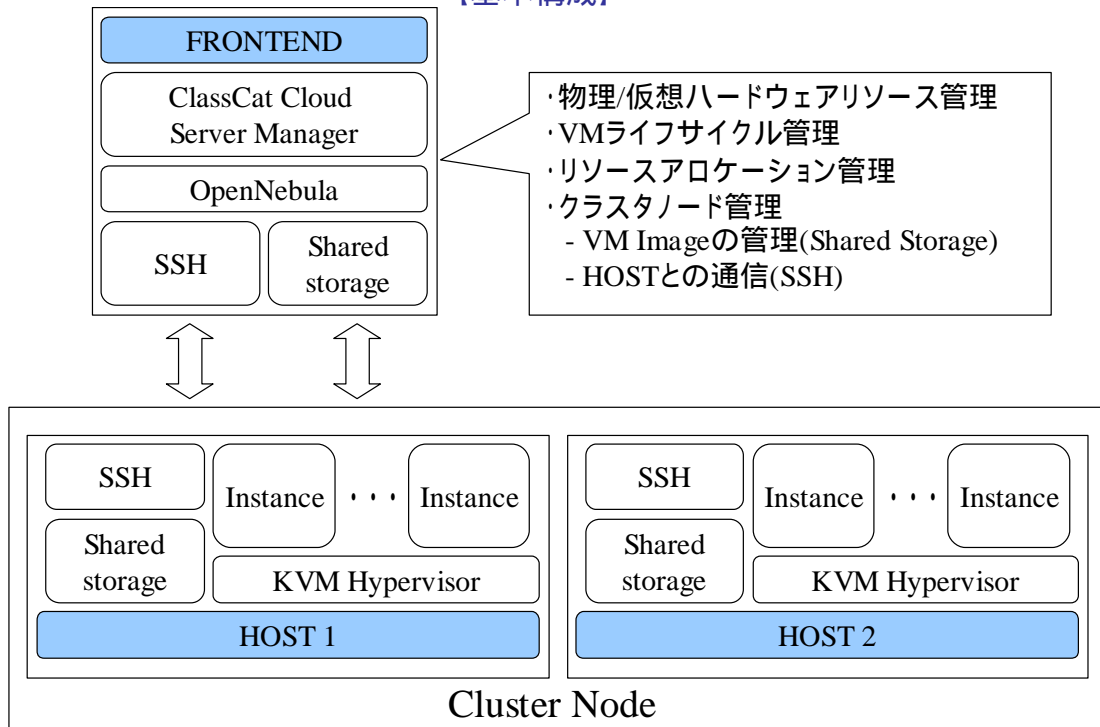 【基本構成】
FRONTEND
ClassCat Cloud
Server Manager
OpenNebula
SSH
Shared
storage
・物理/仮想ハードウェアリソース管理
・VMライフサイクル管理
・リソースアロケーション管理
・クラスタノード管理
- VM Imageの管理(Shared Storage)
- HOSTとの通信(SSH)
SSH
Shared
storage
Instance ・・・ Instance
KVM Hypervisor
HOST 1
SSH
Shared
storage
Instance ・・・ Instance
KVM Hypervisor
HOST 2
Cluster Node